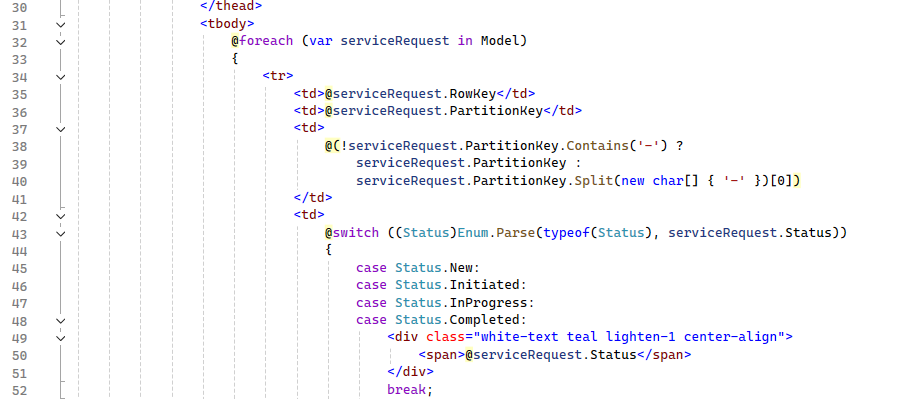 30 </thead>
31 <tbody>
32 @foreach (var serviceRequest in Model)
33 {
34 <tr>
35 <td>@serviceRequest.RowKey</td>
36 <td>@serviceRequest.PartitionKey</td>
37 <td>
38 @(!serviceRequest.PartitionKey.Contains('-') ?
39 serviceRequest.PartitionKey :
40 serviceRequest.PartitionKey.Split(new char[] { '-' })[0])
41 </td>
42 <td>
43 @switch ((Status)Enum.Parse(typeof(Status), serviceRequest.Status))
44 {
45 case Status.New:
46 case Status.Initiated:
47 case Status.InProgress:
48 case Status.Completed:
49 <div class="white-text teal lighten-1 center-align">
50 <span>@serviceRequest.Status</span>
51 </div>
52 break;